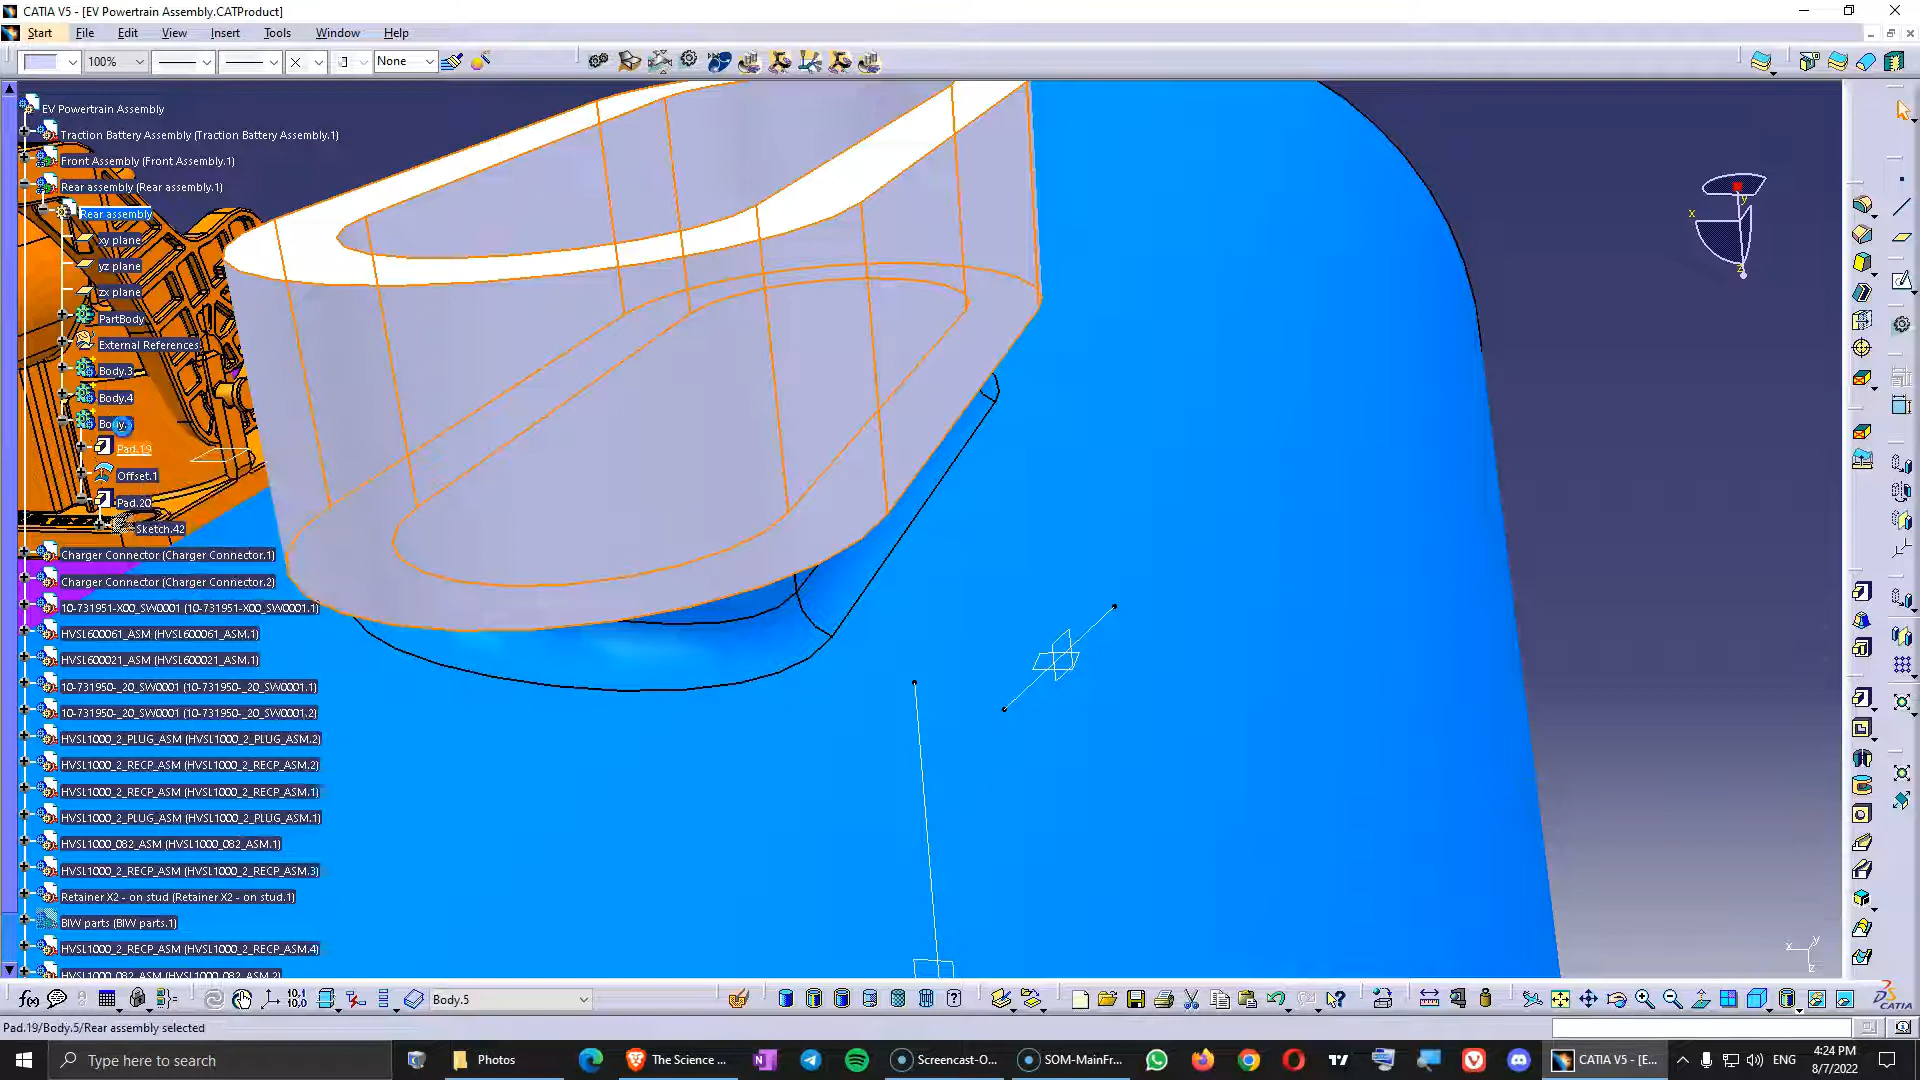 CATIA V5 - [EV Powertrain Assembly.CATProduct]
Start File Edit View Insert Tools Window Help
100% None
EV Powertrain Assembly
Traction Battery Assembly (Traction Battery Assembly.1)
Front Assembly (Front Assembly.1)
Rear assembly (Rear assembly.1)
Rear assembly
xy plane
yz plane
zx plane
PartBody
External References
Body.3
Body.4
Pad.19
Offset.1
Pad.20
Sketch.42
Charger Connector (Charger Connector.1)
Charger Connector (Charger Connector.2)
10-731951-X00_SW0001 (10-731951-X00_SW0001.1)
HVSL600061_ASM (HVSL600061_ASM.1)
HVSL600021_ASM (HVSL600021_ASM.1)
10-731950-_20_SW0001 (10-731950-_20_SW0001.1)
10-731950-_20_SW0001 (10-731950-_20_SW0001.2)
HVSL1000_2_PLUG_ASM (HVSL1000_2_PLUG_ASM.2)
HVSL1000_2_RECP_ASM (HVSL1000_2_RECP_ASM.2)
HVSL1000_2_RECP_ASM (HVSL1000_2_RECP_ASM.1)
HVSL1000_2_PLUG_ASM (HVSL1000_2_PLUG_ASM.1)
HVSL1000_082_ASM (HVSL1000_082_ASM.1)
HVSL1000_2_RECP_ASM (HVSL1000_2_RECP_ASM.3)
Retainer X2 - on stud (Retainer X2 - on stud.1)
BIW parts (BIW parts.1)
HVSL1000_2_RECP_ASM (HVSL1000_2_RECP_ASM.4)
HVSL1000_082_ASM (HVSL1000_082_ASM.2)
x y z
x y z
Body.5
CATIA
Pad.19/Body.5/Rear assembly selected
Type here to search
Photos
The Science ...
Screencast-O...
SOM-MainFr...
CATIA V5 - [E...
ENG
4:24 PM
8/7/2022